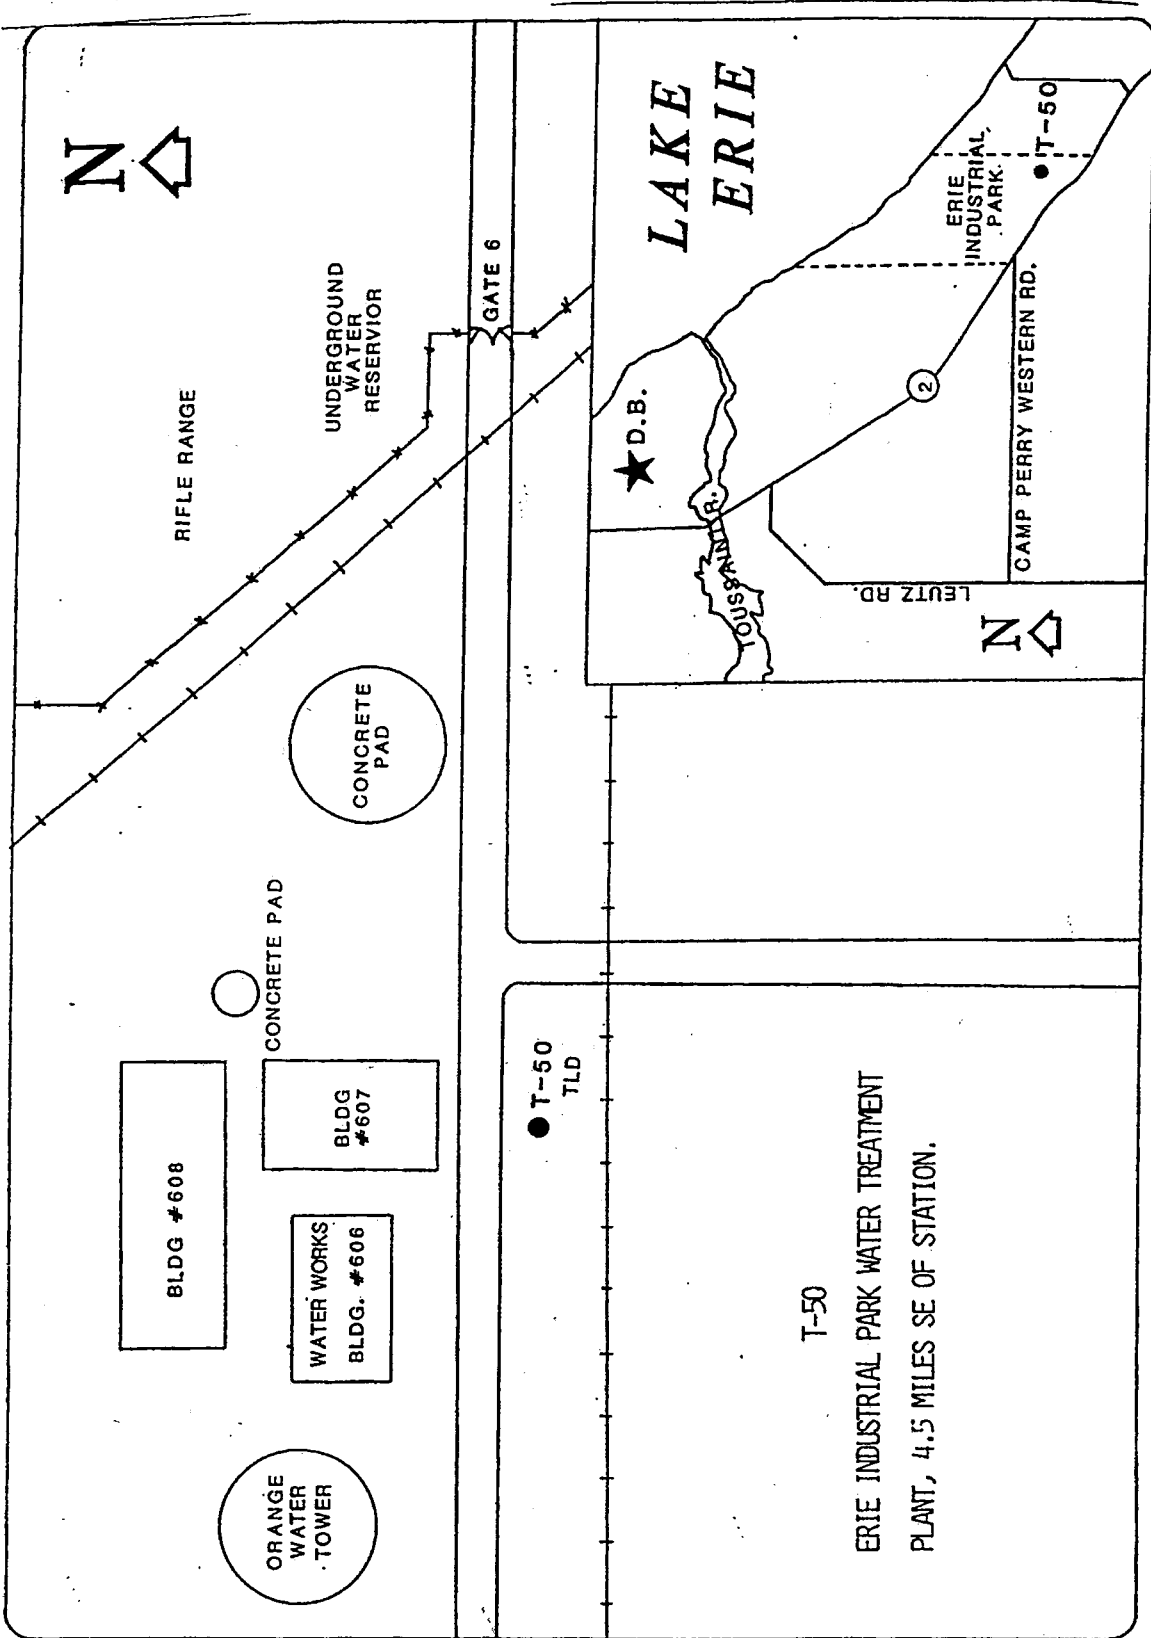 N
RIFLE RANGE
UNDERGROUND
WATER
RESERVIOR
GATE 6
CONCRETE
PAD
CONCRETE PAD
BLDG #608
BLDG
#607
WATER WORKS
BLDG. #606
ORANGE
WATER
TOWER
T-50
TLD
LAKE
ERIE
D.B.
TOUSSAINT R.
2
ERIE
INDUSTRIAL
PARK
T-50
CAMP PERRY WESTERN RD.
LEUTZ RD.
N
T-50
ERIE INDUSTRIAL PARK WATER TREATMENT
PLANT, 4.5 MILES SE OF STATION.